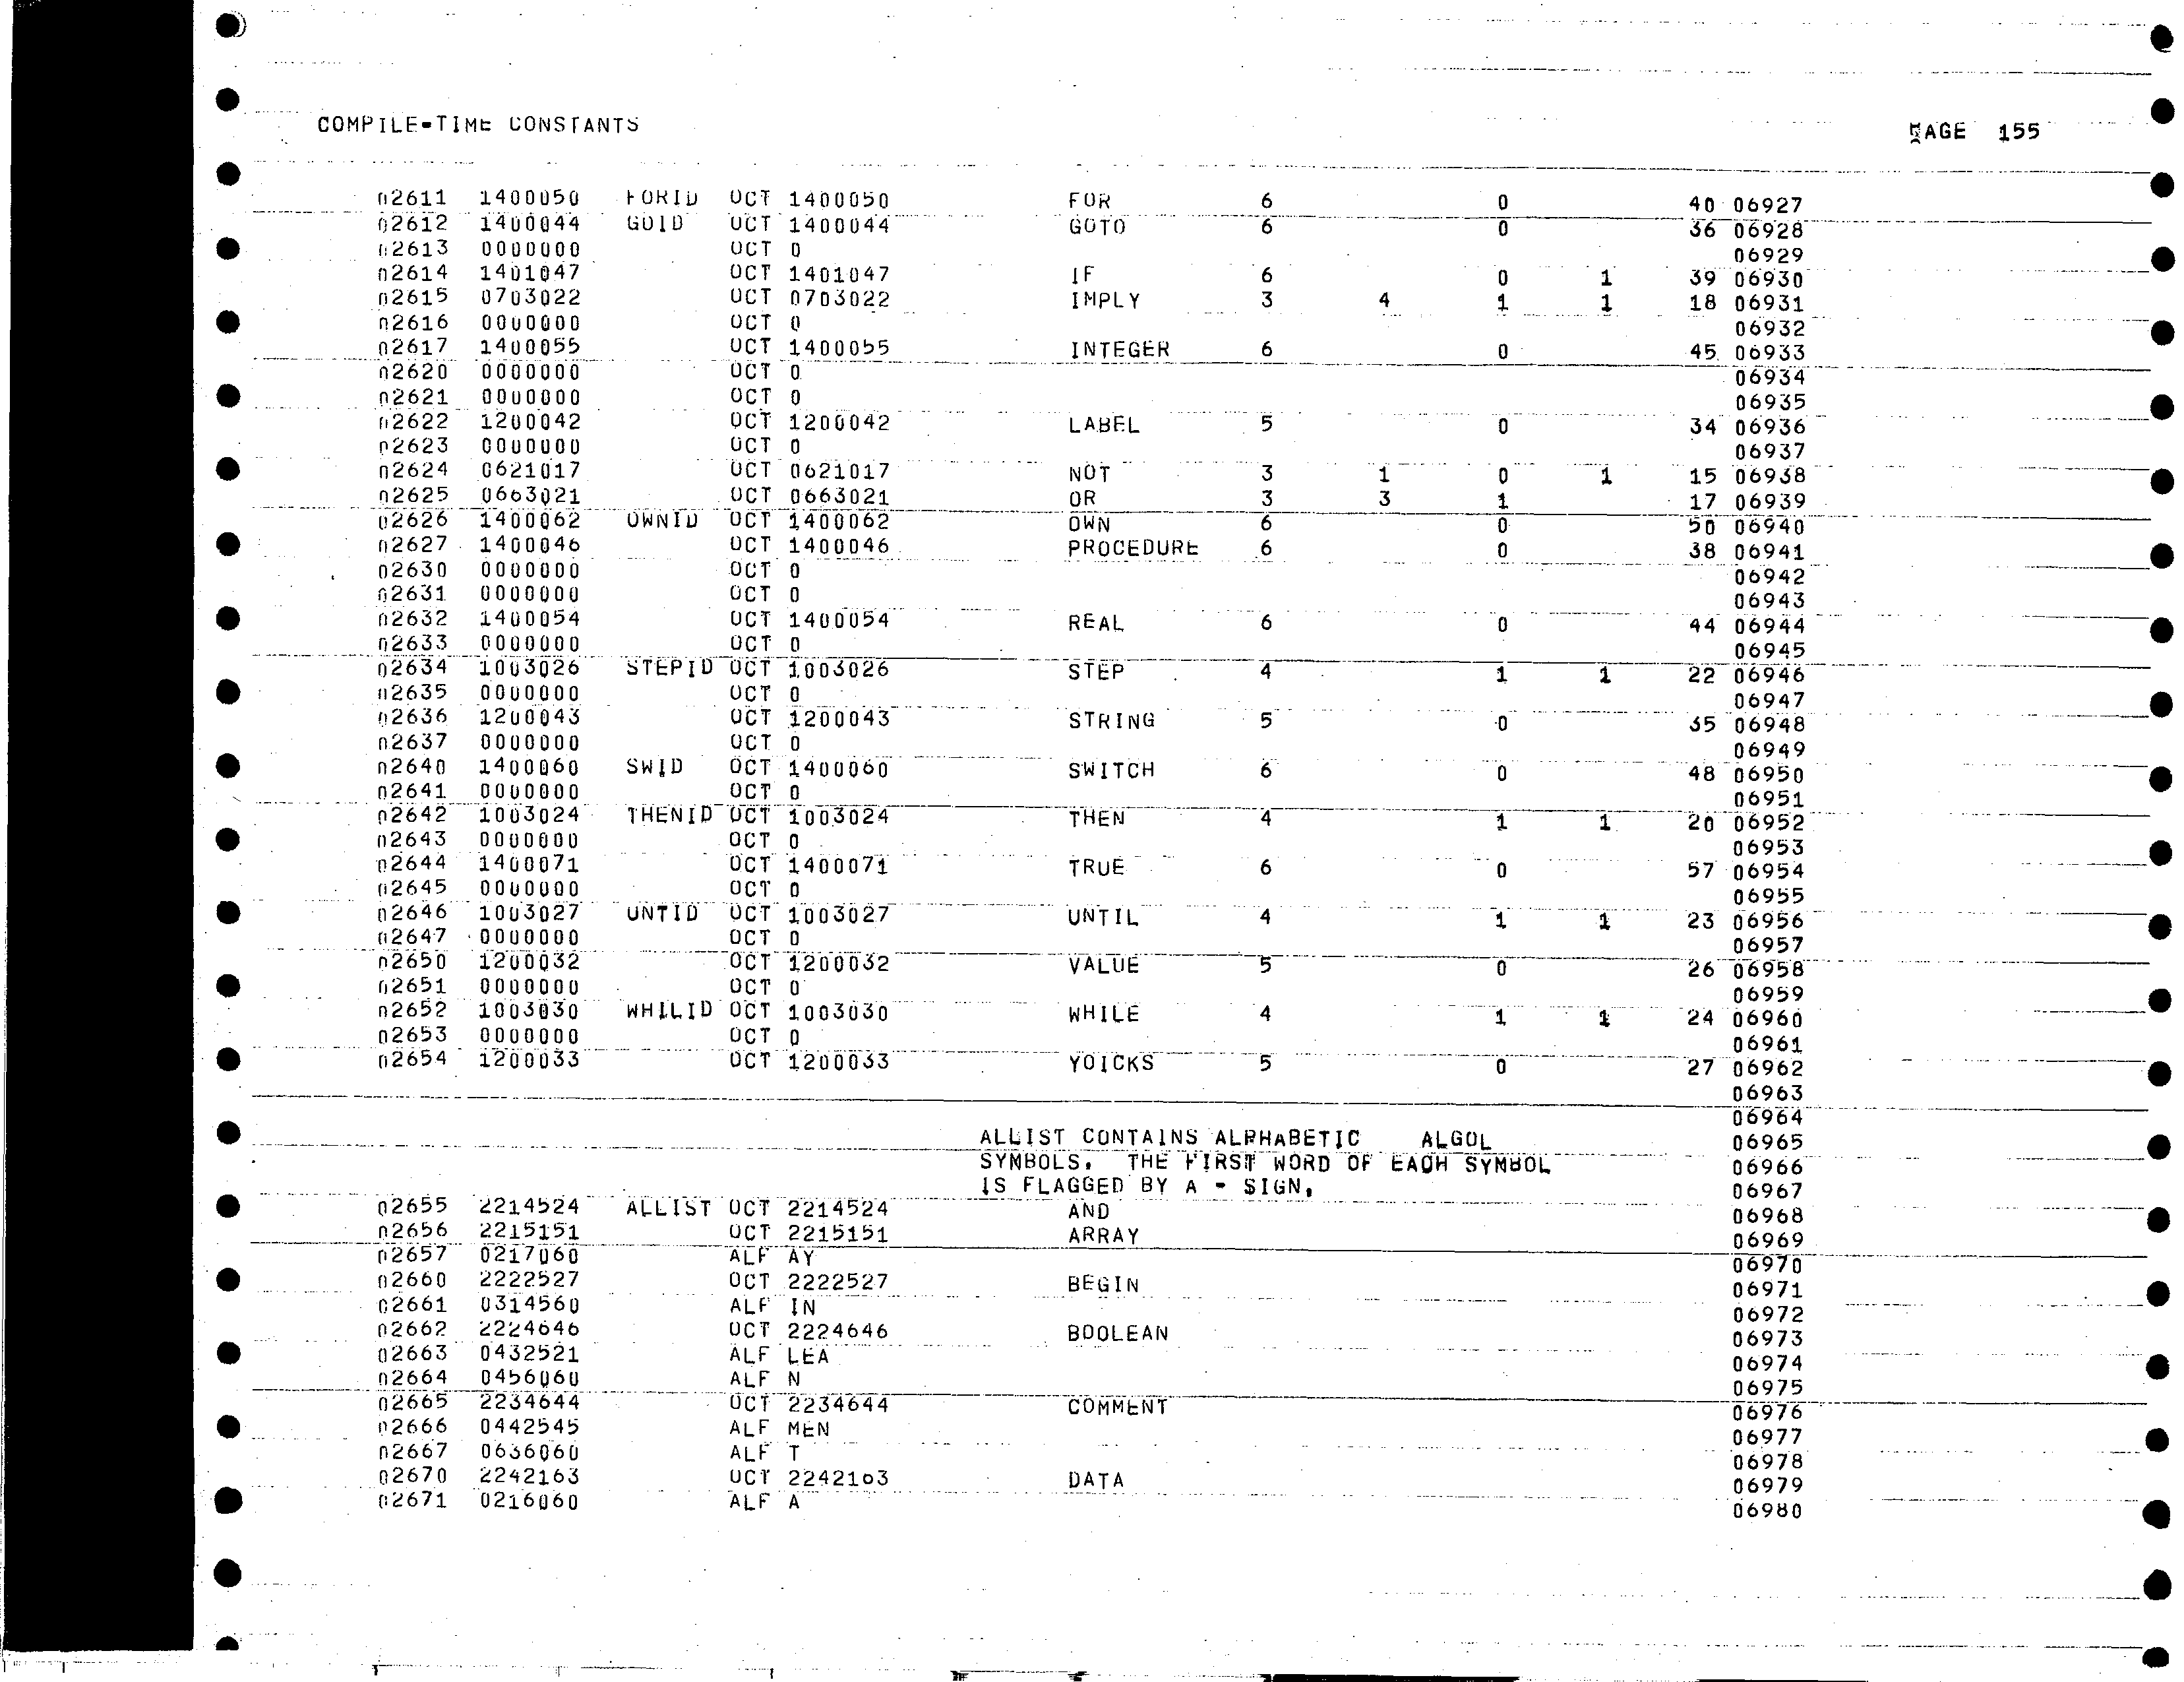 COMPILE-TIME CONSTANTS PAGE 155
02611 1400050 FORID OCT 1400050 FOR 6 0 40 06927
02612 1400044 GOID OCT 1400044 GOTO 6 0 36 06928
02613 0000000 OCT 0 06929
02614 1401047 OCT 1401047 IF 6 0 1 39 06930
02615 0703022 OCT 0703022 IMPLY 3 4 1 1 18 06931
02616 0000000 OCT 0 06932
02617 1400055 OCT 1400055 INTEGER 6 0 45 06933
02620 0000000 OCT 0 06934
02621 0000000 OCT 0 06935
02622 1200042 OCT 1200042 LABEL 5 0 34 06936
02623 0000000 OCT 0 06937
02624 0621017 OCT 0621017 NOT 3 1 0 1 15 06938
02625 0663021 OCT 0663021 OR 3 3 1 17 06939
02626 1400062 OWNID OCT 1400062 OWN 6 0 50 06940
02627 1400046 OCT 1400046 PROCEDURE 6 0 38 06941
02630 0000000 OCT 0 06942
02631 0000000 OCT 0 06943
02632 1400054 OCT 1400054 REAL 6 0 44 06944
02633 0000000 OCT 0 06945
02634 1003026 STEPID OCT 1003026 STEP 4 1 1 22 06946
02635 0000000 OCT 0 06947
02636 1200043 OCT 1200043 STRING 5 0 35 06948
02637 0000000 OCT 0 06949
02640 1400060 SWID OCT 1400060 SWITCH 6 0 48 06950
02641 0000000 OCT 0 06951
02642 1003024 THENID OCT 1003024 THEN 4 1 1 20 06952
02643 0000000 OCT 0 06953
02644 1400071 OCT 1400071 TRUE 6 0 57 06954
02645 0000000 OCT 0 06955
02646 1003027 UNTID OCT 1003027 UNTIL 4 1 1 23 06956
02647 0000000 OCT 0 06957
02650 1200032 OCT 1200032 VALUE 5 0 26 06958
02651 0000000 OCT 0 06959
02652 1003030 WHILID OCT 1003030 WHILE 4 1 1 24 06960
02653 0000000 OCT 0 06961
02654 1200033 OCT 1200033 YOICKS 5 0 27 06962
06963
06964
ALLIST CONTAINS ALPHABETIC ALGOL 06965
SYMBOLS. THE FIRST WORD OF EACH SYMBOL 06966
IS FLAGGED BY A - SIGN. 06967
02655 2214524 ALLIST OCT 2214524 AND 06968
02656 2215151 OCT 2215151 ARRAY 06969
02657 0217060 ALF AY 06970
02660 2222527 OCT 2222527 BEGIN 06971
02661 0314560 ALF IN 06972
02662 2224646 OCT 2224646 BOOLEAN 06973
02663 0432521 ALF LEA 06974
02664 0456060 ALF N 06975
02665 2234644 OCT 2234644 COMMENT 06976
02666 0442545 ALF MEN 06977
02667 0636060 ALF T 06978
02670 2242163 OCT 2242163 DATA 06979
02671 0216060 ALF A 06980